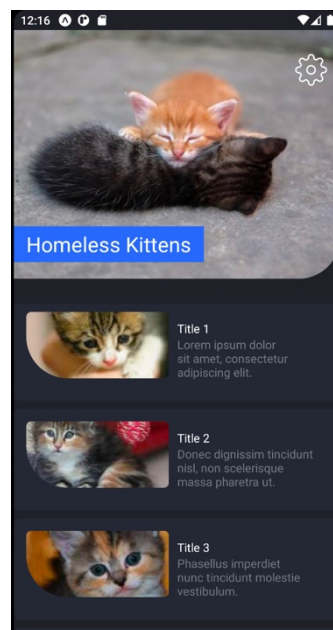 12:16
Homeless Kittens
Title 1
Lorem ipsum dolor
sit amet, consectetur
adipiscing elit.
Title 2
Donec dignissim tincidunt
nisl, non scelerisque
massa pharetra ut.
Title 3
Phasellus imperdiet
nunc tincidunt molestie
vestibulum.